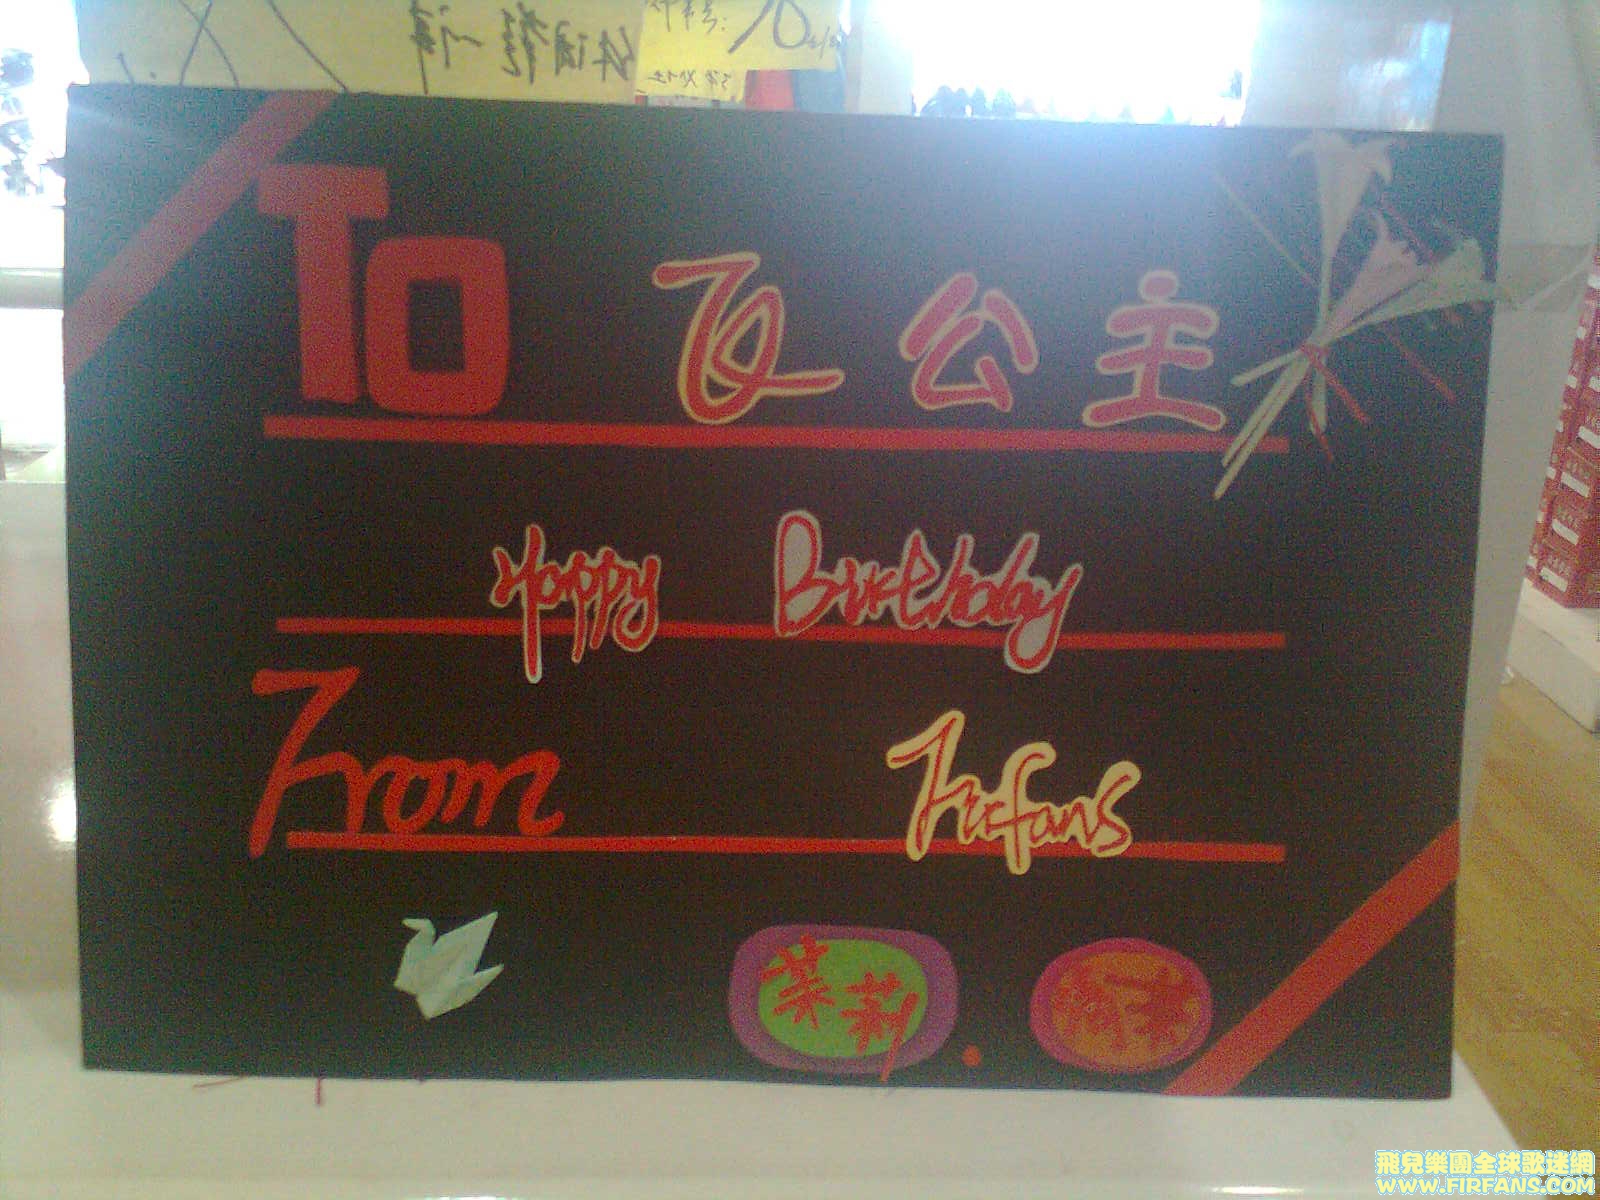 To 飞公主
Happy Birthday
From Firfans
茉莉
飛兒樂團全球歌迷網
WWW.FIRFANS.COM